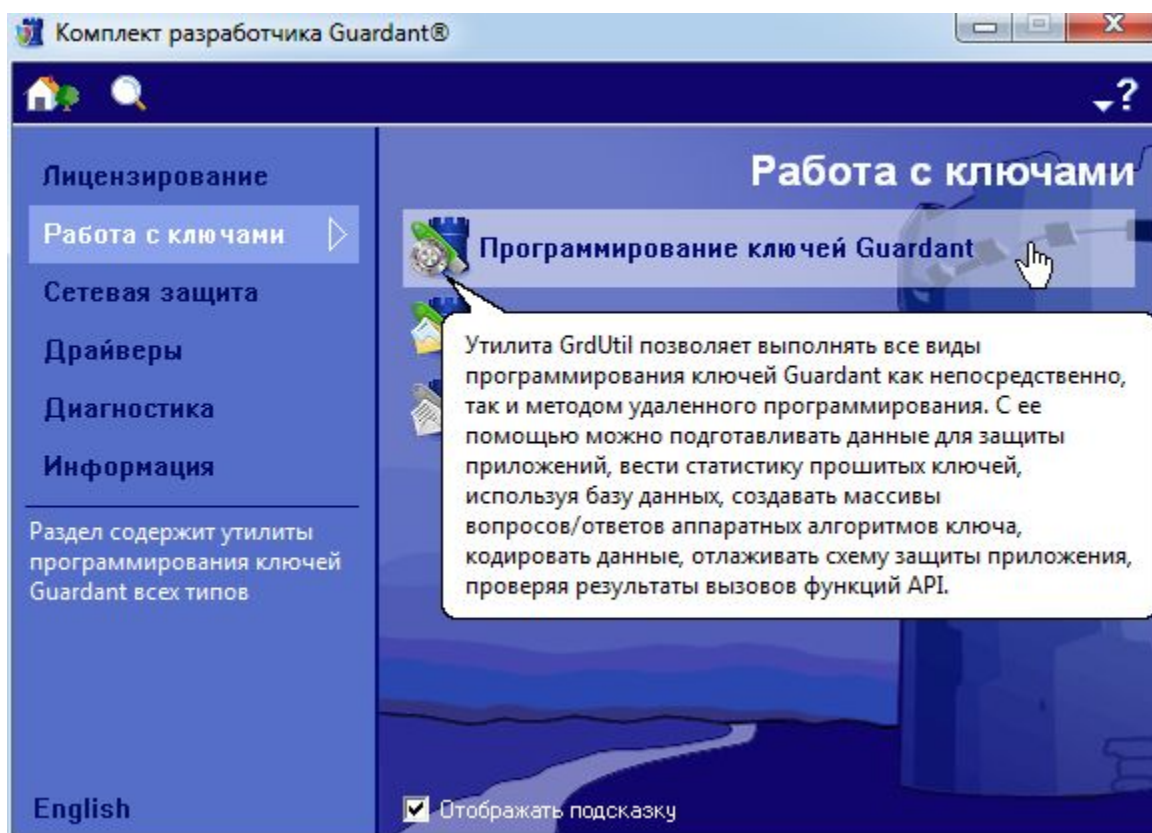 Комплект разработчика Guardant®
?
Лицензирование
Работа с ключами
Сетевая защита
Драйверы
Диагностика
Информация
Раздел содержит утилиты
программирования ключей
Guardant всех типов
English
Работа с ключами
Программирование ключей Guardant
Утилита GrdUtil позволяет выполнять все виды
программирования ключей Guardant как непосредственно,
так и методом удаленного программирования. С ее
помощью можно подготавливать данные для защиты
приложений, вести статистику прошитых ключей,
используя базу данных, создавать массивы
вопросов/ответов аппаратных алгоритмов ключа,
кодировать данные, отлаживать схему защиты приложения,
проверяя результаты вызовов функций API.
Отображать подсказку